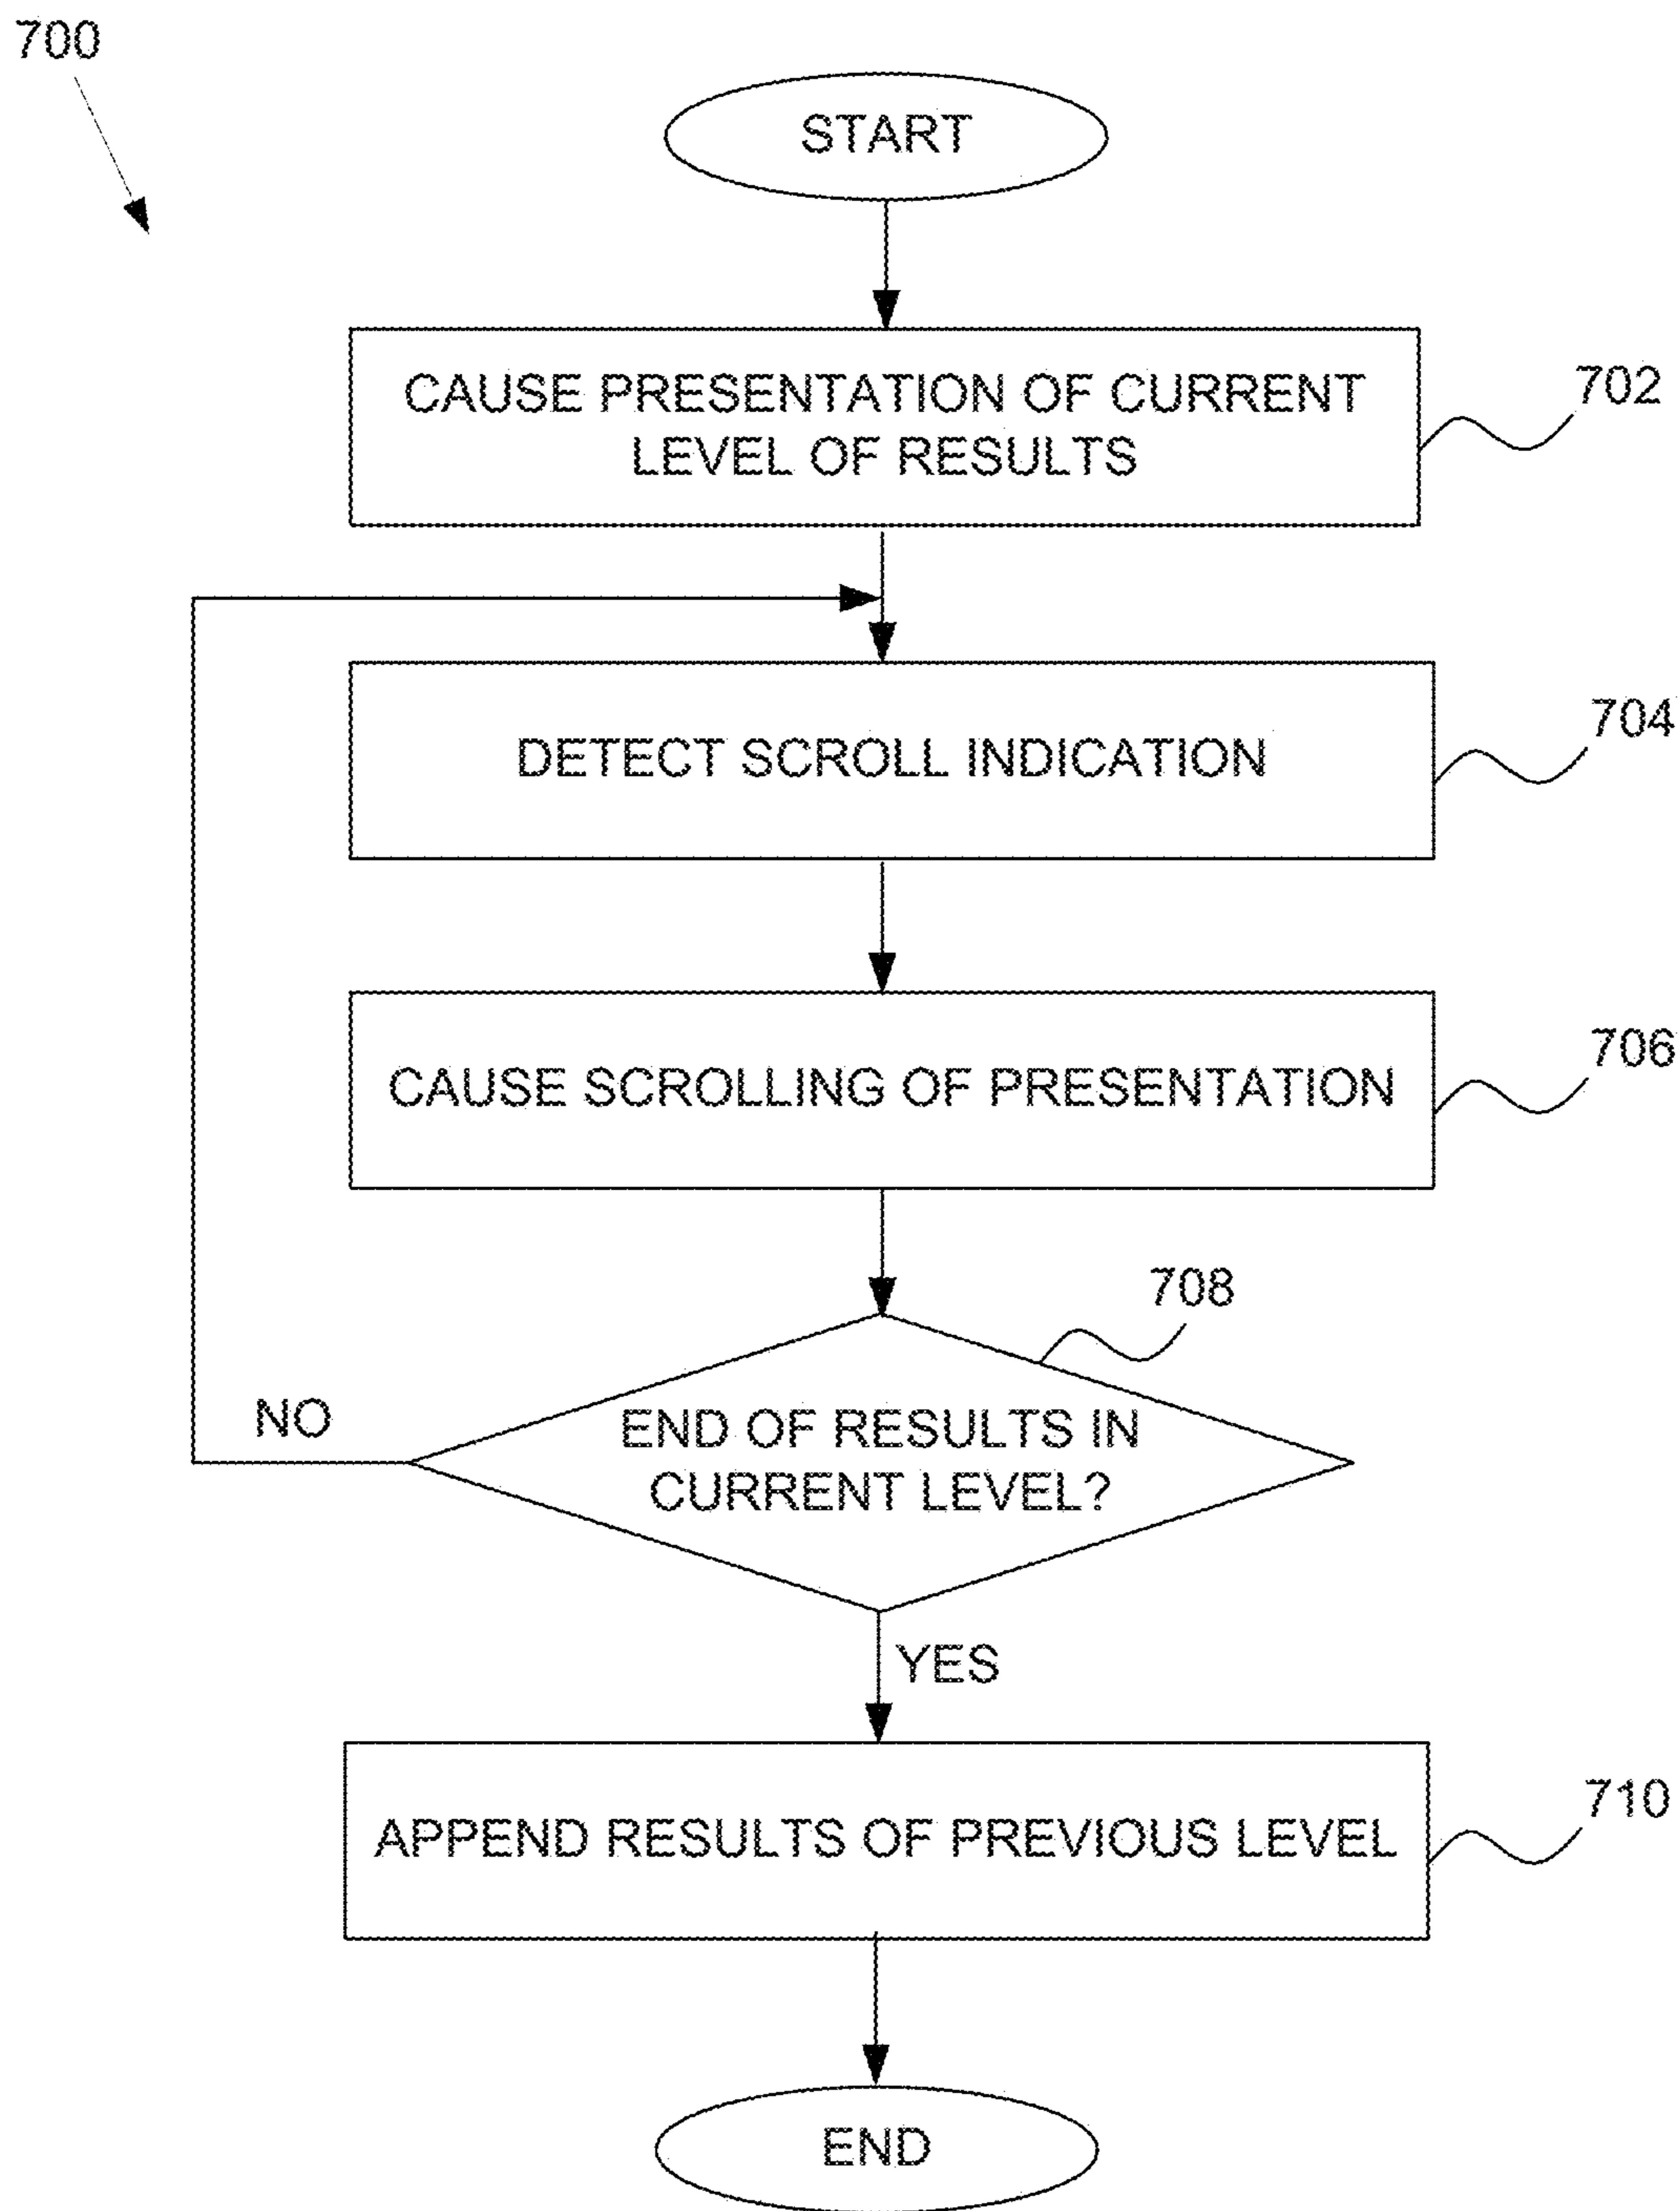 700
START
CAUSE PRESENTATION OF CURRENT
LEVEL OF RESULTS
702
DETECT SCROLL INDICATION
704
CAUSE SCROLLING OF PRESENTATION
706
708
END OF RESULTS IN
CURRENT LEVEL?
NO
YES
APPEND RESULTS OF PREVIOUS LEVEL
710
END